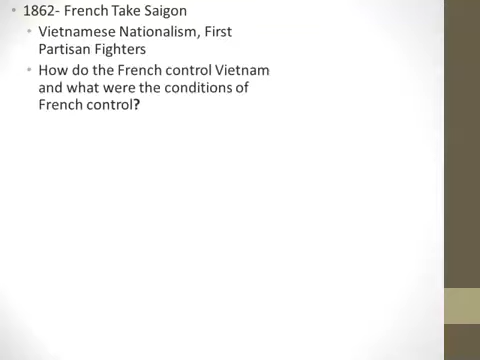 • 1862- French Take Saigon
• Vietnamese Nationalism, First
Partisan Fighters
• How do the French control Vietnam
and what were the conditions of
French control?